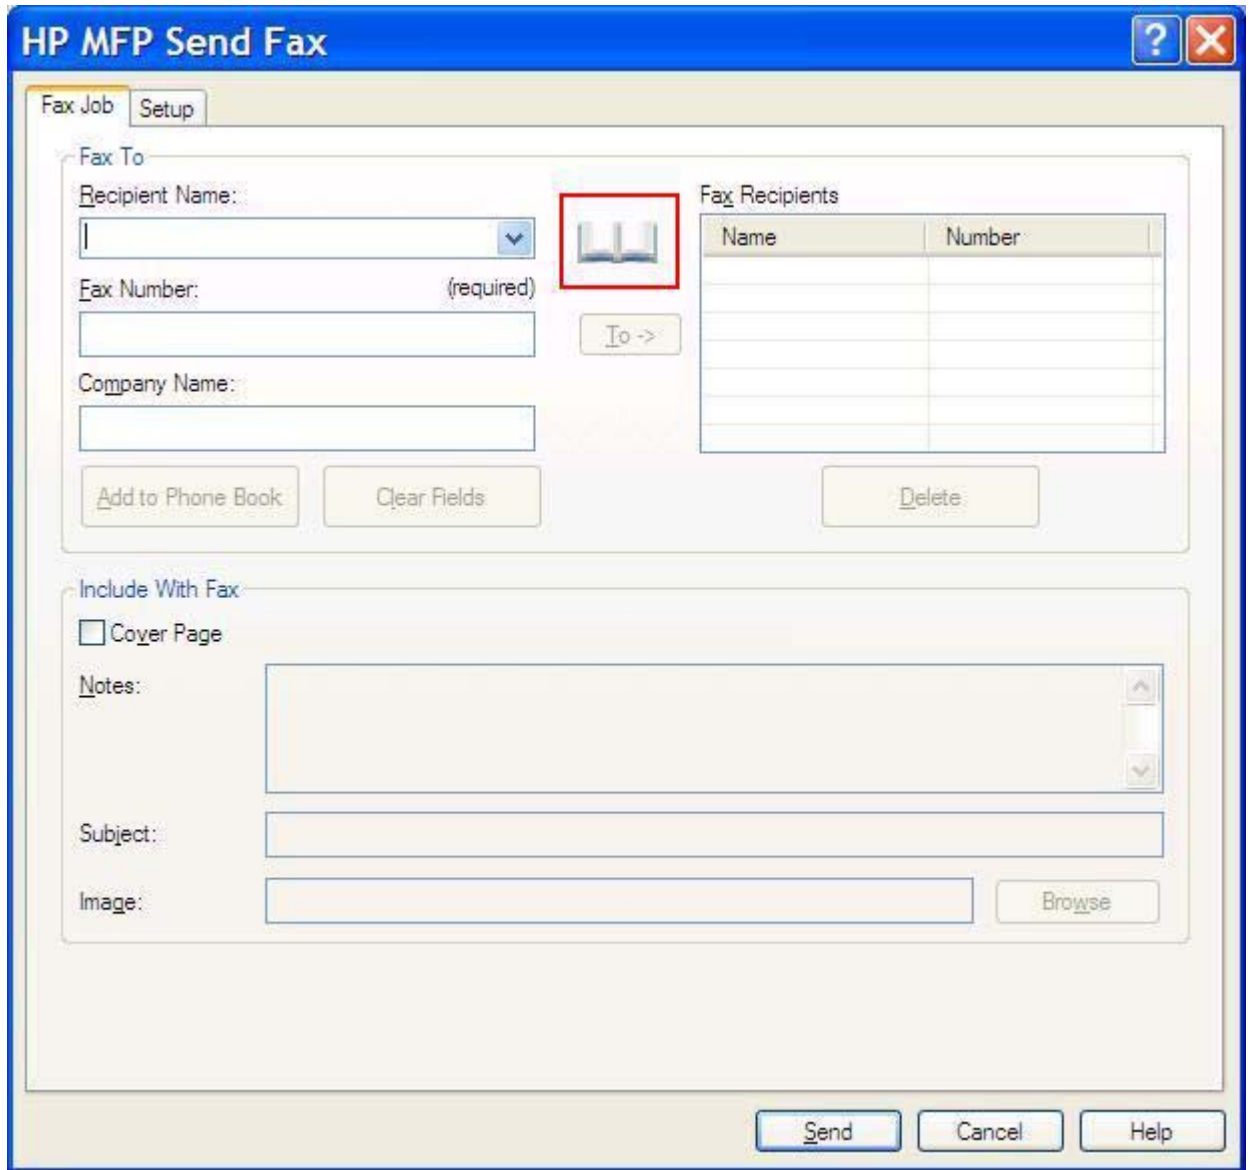 HP MFP Send Fax
?
Fax Job
Setup
Fax To
Recipient Name:
Fax Number:
(required)
Company Name:
Add to Phone Book
Clear Fields
To ->
Fax Recipients
Name
Number
Delete
Include With Fax
Cover Page
Notes:
Subject:
Image:
Browse
Send
Cancel
Help